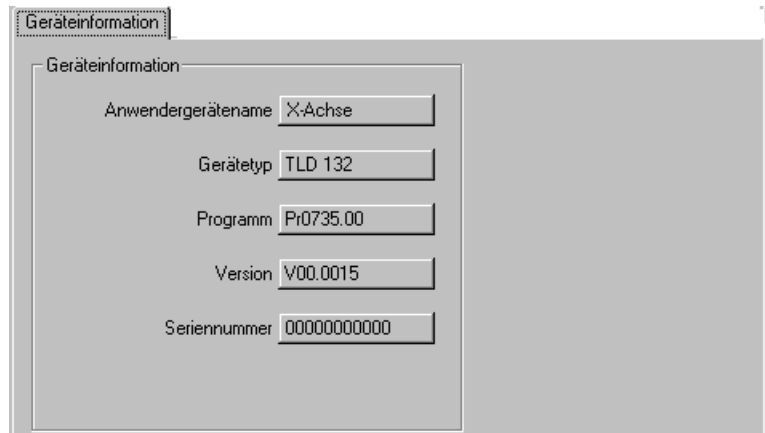 Geräteinformation
Geräteinformation
Anwendergerätename X-Achse
Gerätetyp TLD 132
Programm Pr0735.00
Version V00.0015
Seriennummer 00000000000